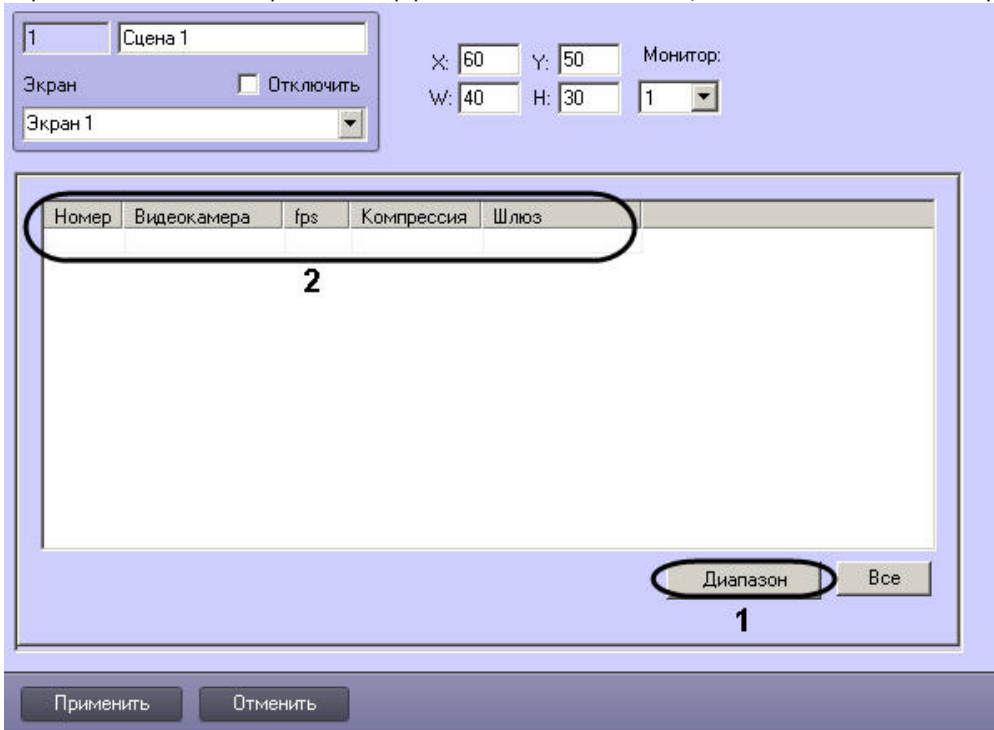 1 Сцена 1
X: 60 Y: 50 Монитор:
Экран Отключить
W: 40 H: 30 1
Экран 1
Номер Видеокамера fps Компрессия Шлюз
2
Диапазон Все
1
Применить Отменить